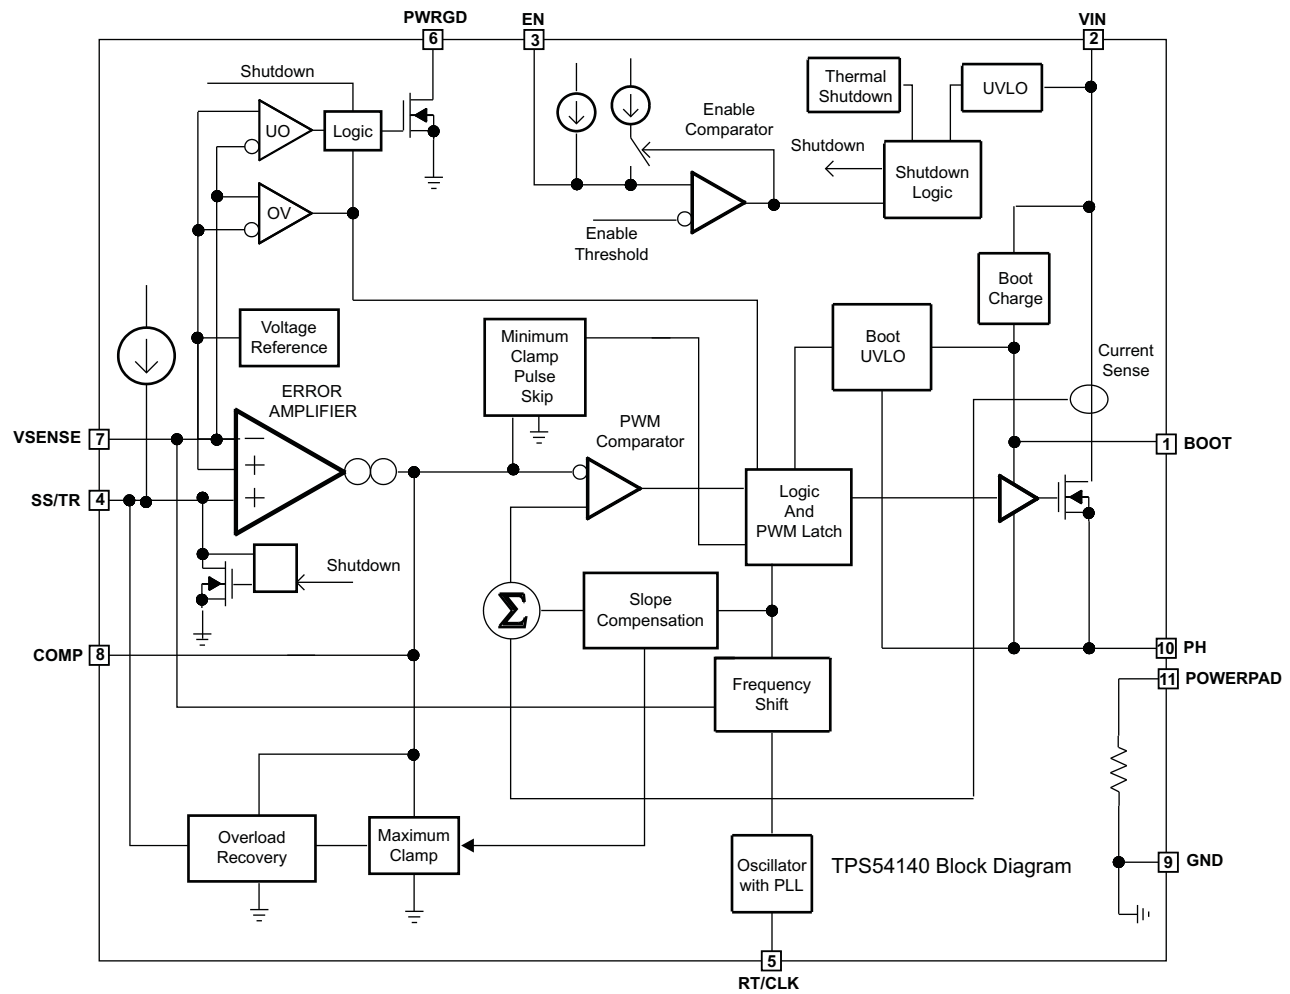 PWRGD
EN
VIN
6
3
2
Shutdown
Thermal
Shutdown
UVLO
UO
Logic
Enable
Comparator
Shutdown
Shutdown
Logic
OV
Enable
Threshold
Boot
Charge
Voltage
Reference
Minimum
Clamp
Pulse
Skip
Boot
UVLO
Current
Sense
ERROR
AMPLIFIER
PWM
Comparator
VSENSE 7
1 BOOT
SS/TR 4
Logic
And
PWM Latch
Shutdown
Σ
Slope
Compensation
COMP 8
10 PH
11 POWERPAD
Frequency
Shift
Overload
Recovery
Maximum
Clamp
Oscillator
with PLL
TPS54140 Block Diagram
9 GND
5
RT/CLK